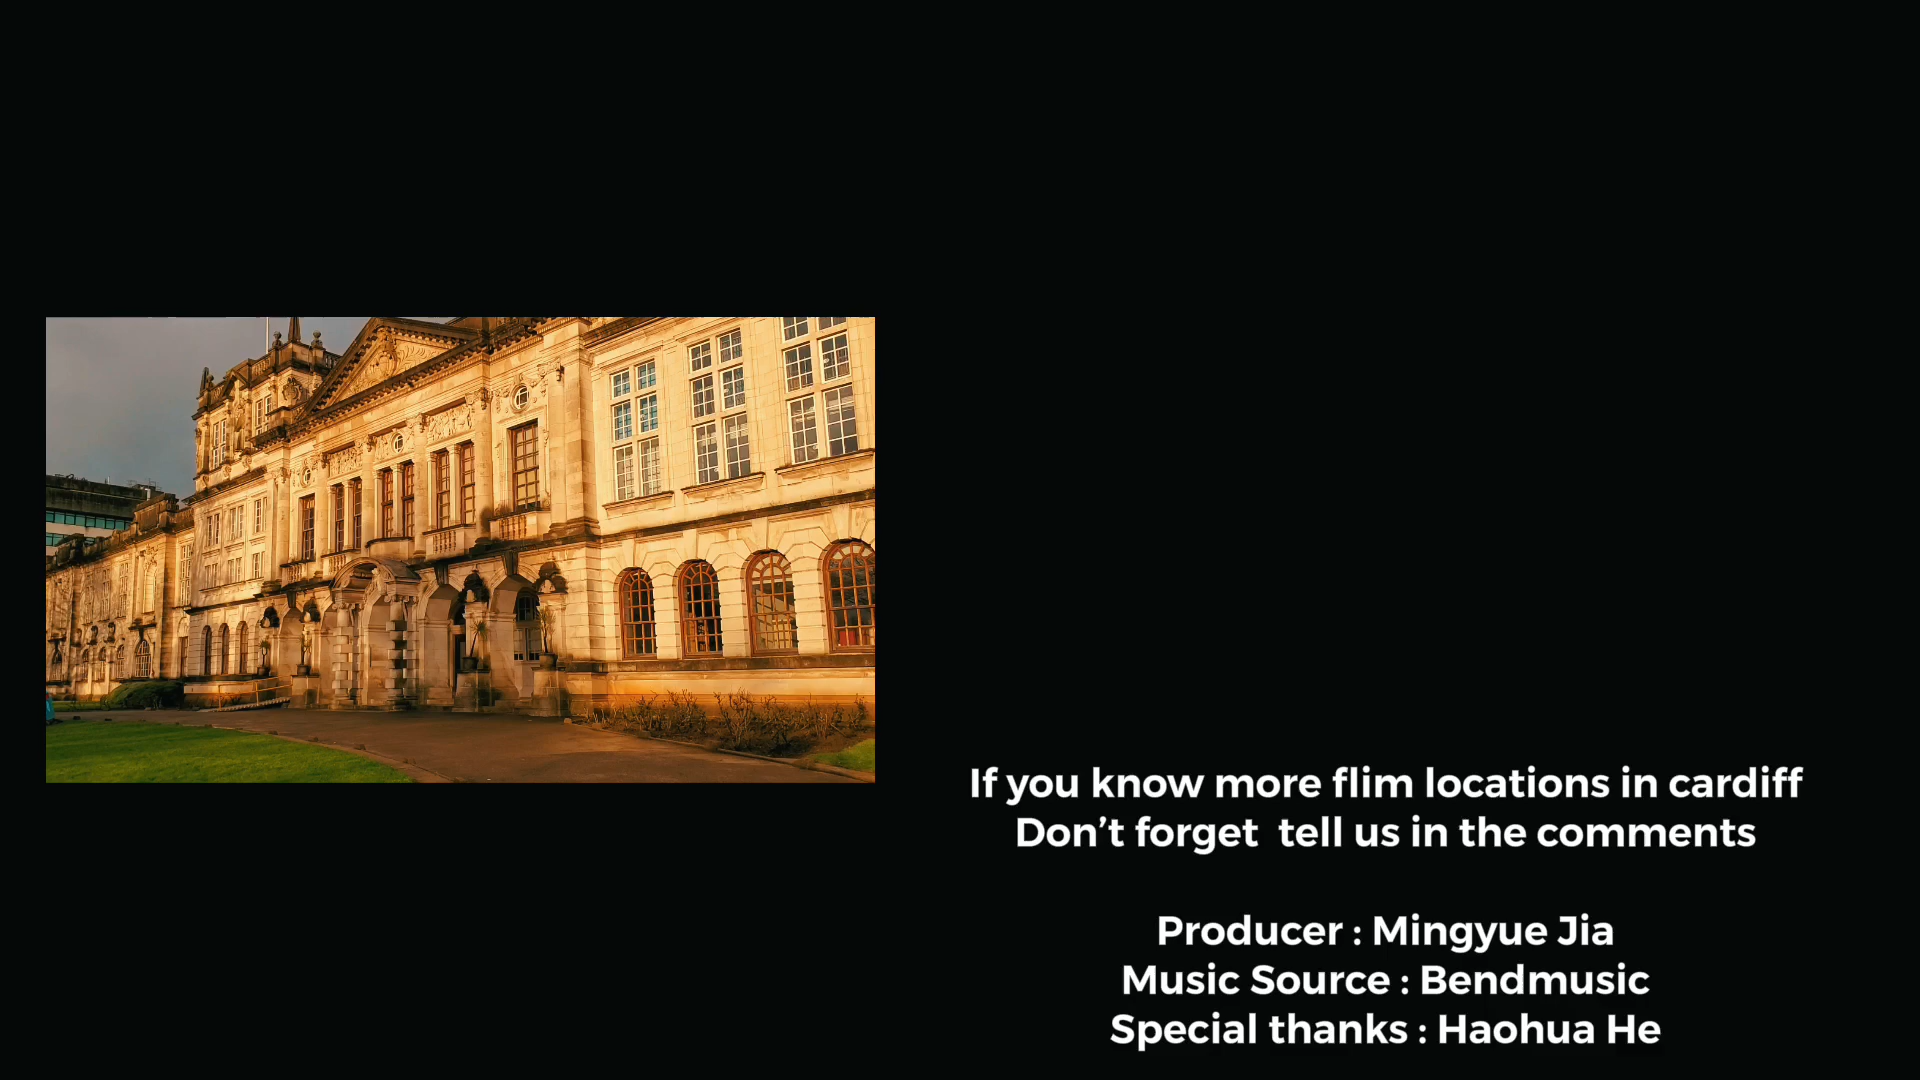 If you know more flim locations in cardiff
Don’t forget  tell us in the comments
Producer : Mingyue Jia
Music Source : Bendmusic
Special thanks : Haohua He